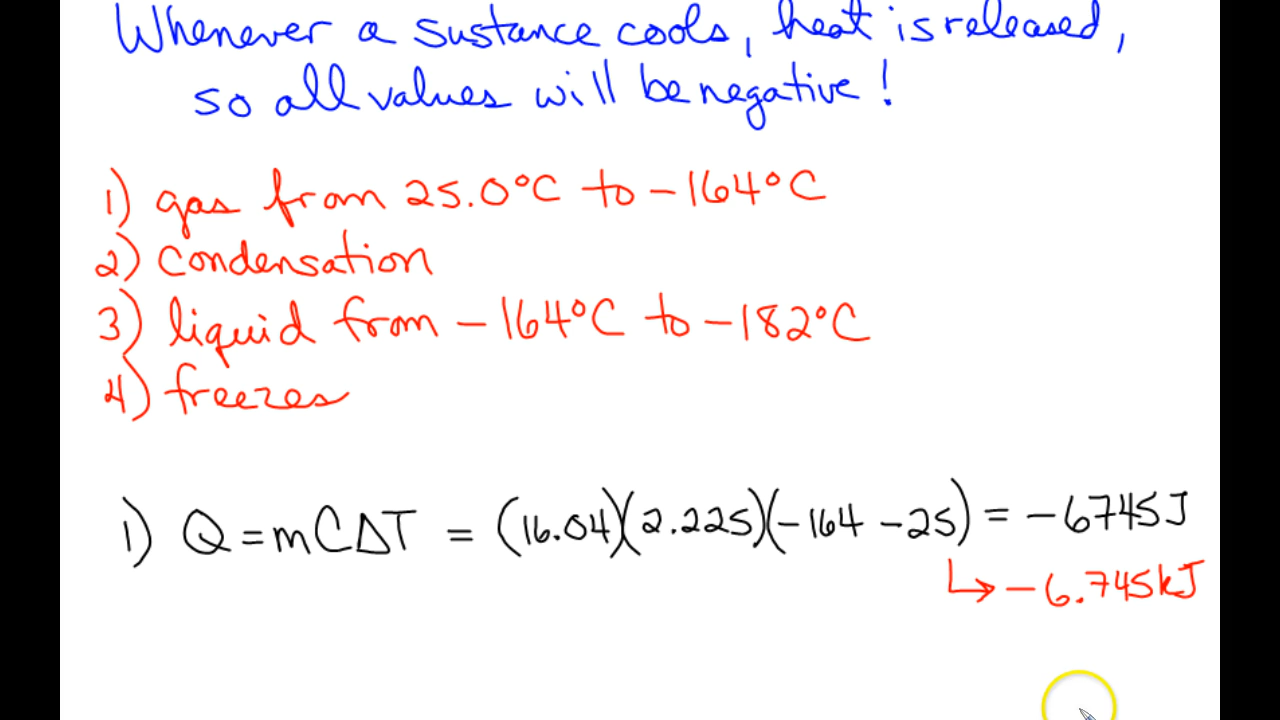 Whenever a sustance cools, heat is released,
so all values will be negative!
1) gas from 25.0°C to -164°C
2) condensation
3) liquid from -164°C to -182°C
4) freezes
1) Q = mCΔT = (16.04)(2.225)(-164 -25) = -6745J
↳ -6.745kJ